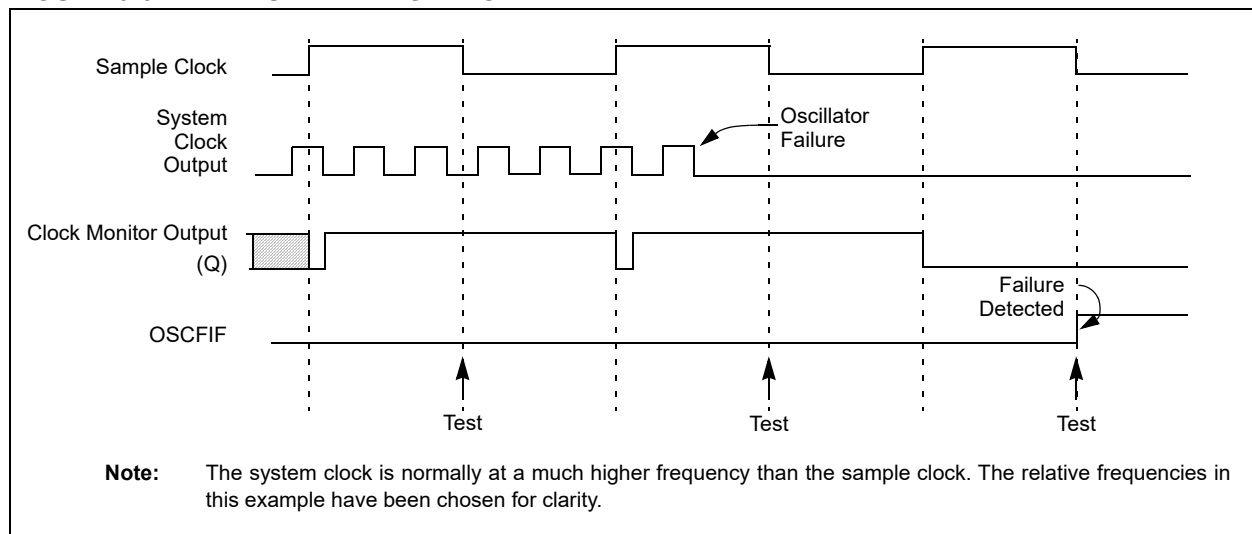 Sample Clock
System
Clock
Output
Oscillator
Failure
Clock Monitor Output
(Q)
Failure
Detected
OSCFIF
Test
Test
Test
Note: The system clock is normally at a much higher frequency than the sample clock. The relative frequencies in
this example have been chosen for clarity.